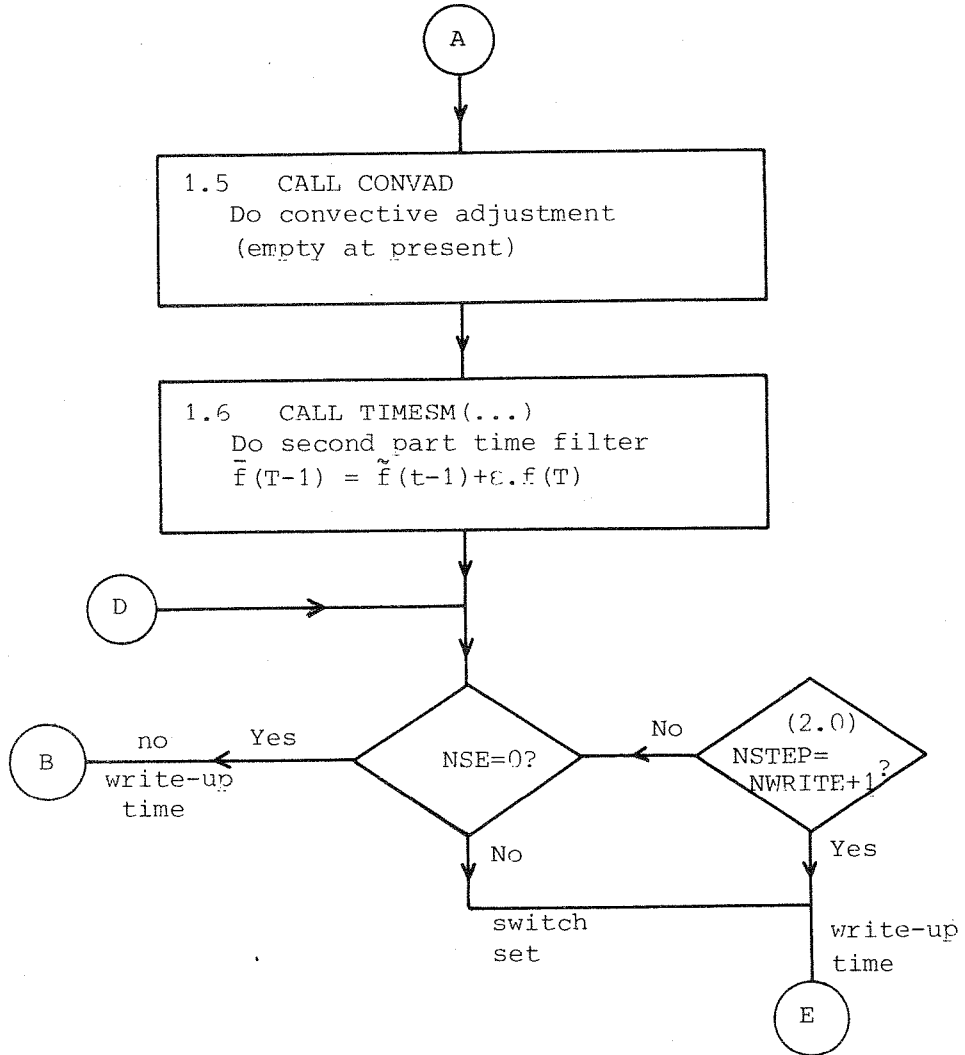 A
1.5 CALL CONVAD
Do convective adjustment
(empty at present)
1.6 CALL TIMESM(...)
Do second part time filter
f̄(T-1) = f̃(t-1)+ε.f(T)
D
B
no
write-up
time
Yes
NSE=0?
No
(2.0)
NSTEP=
NWRITE+1?
No
switch
set
Yes
write-up
time
E